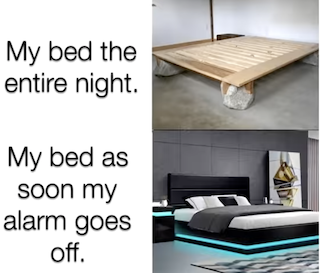 My bed the
entire night.
My bed as
soon my
alarm goes
off.